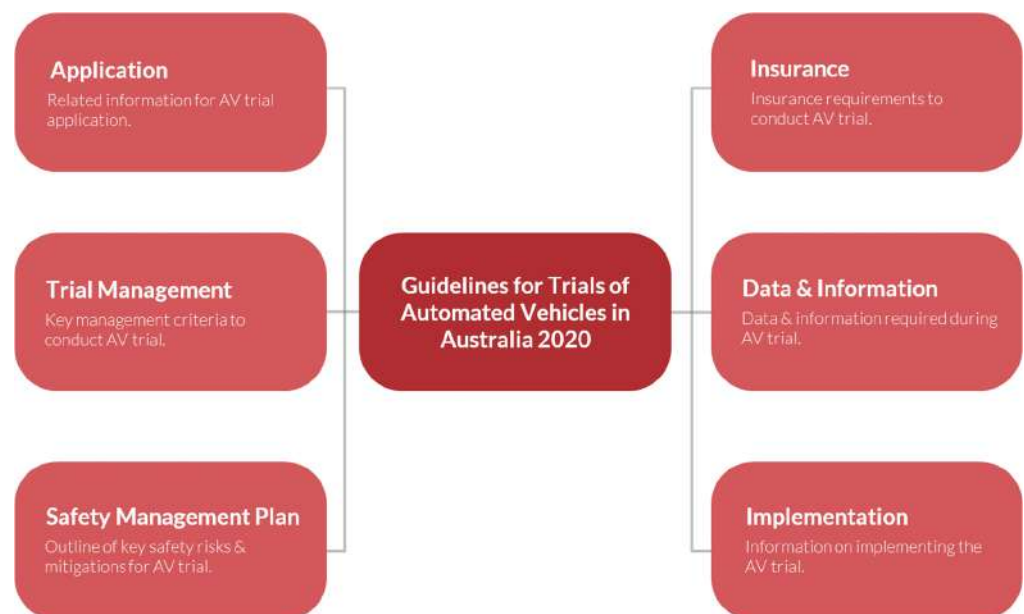 Application
Related information for AV trial
application.
Trial Management
Key management criteria to
conduct AV trial.
Safety Management Plan
Outline of key safety risks &
mitigations for AV trial.
Guidelines for Trials of
Automated Vehicles in
Australia 2020
Insurance
Insurance requirements to
conduct AV trial.
Data & Information
Data & information required during
AV trial.
Implementation
Information on implementing the
AV trial.